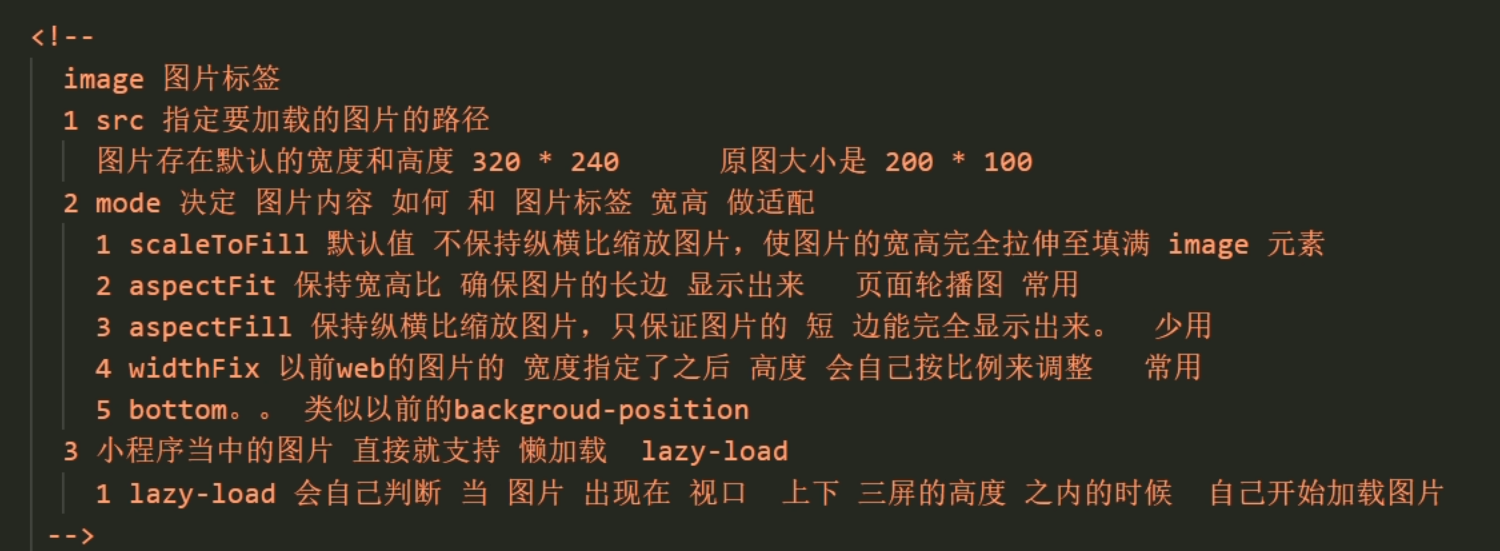 <!--
image 图片标签
1 src 指定要加载的图片的路径
图片存在默认的宽度和高度 320 * 240 原图大小是 200 * 100
2 mode 决定 图片内容 如何 和 图片标签 宽高 做适配
1 scaleToFill 默认值 不保持纵横比缩放图片，使图片的宽高完全拉伸至填满 image 元素
2 aspectFit 保持宽高比 确保图片的长边 显示出来 页面轮播图 常用
3 aspectFill 保持纵横比缩放图片，只保证图片的 短 边能完全显示出来。 少用
4 widthFix 以前web的图片的 宽度指定了之后 高度 会自己按比例来调整 常用
5 bottom。。 类似以前的backgroud-position
3 小程序当中的图片 直接就支持 懒加载 lazy-load
1 lazy-load 会自己判断 当 图片 出现在 视口 上下 三屏的高度 之内的时候 自己开始加载图片
-->